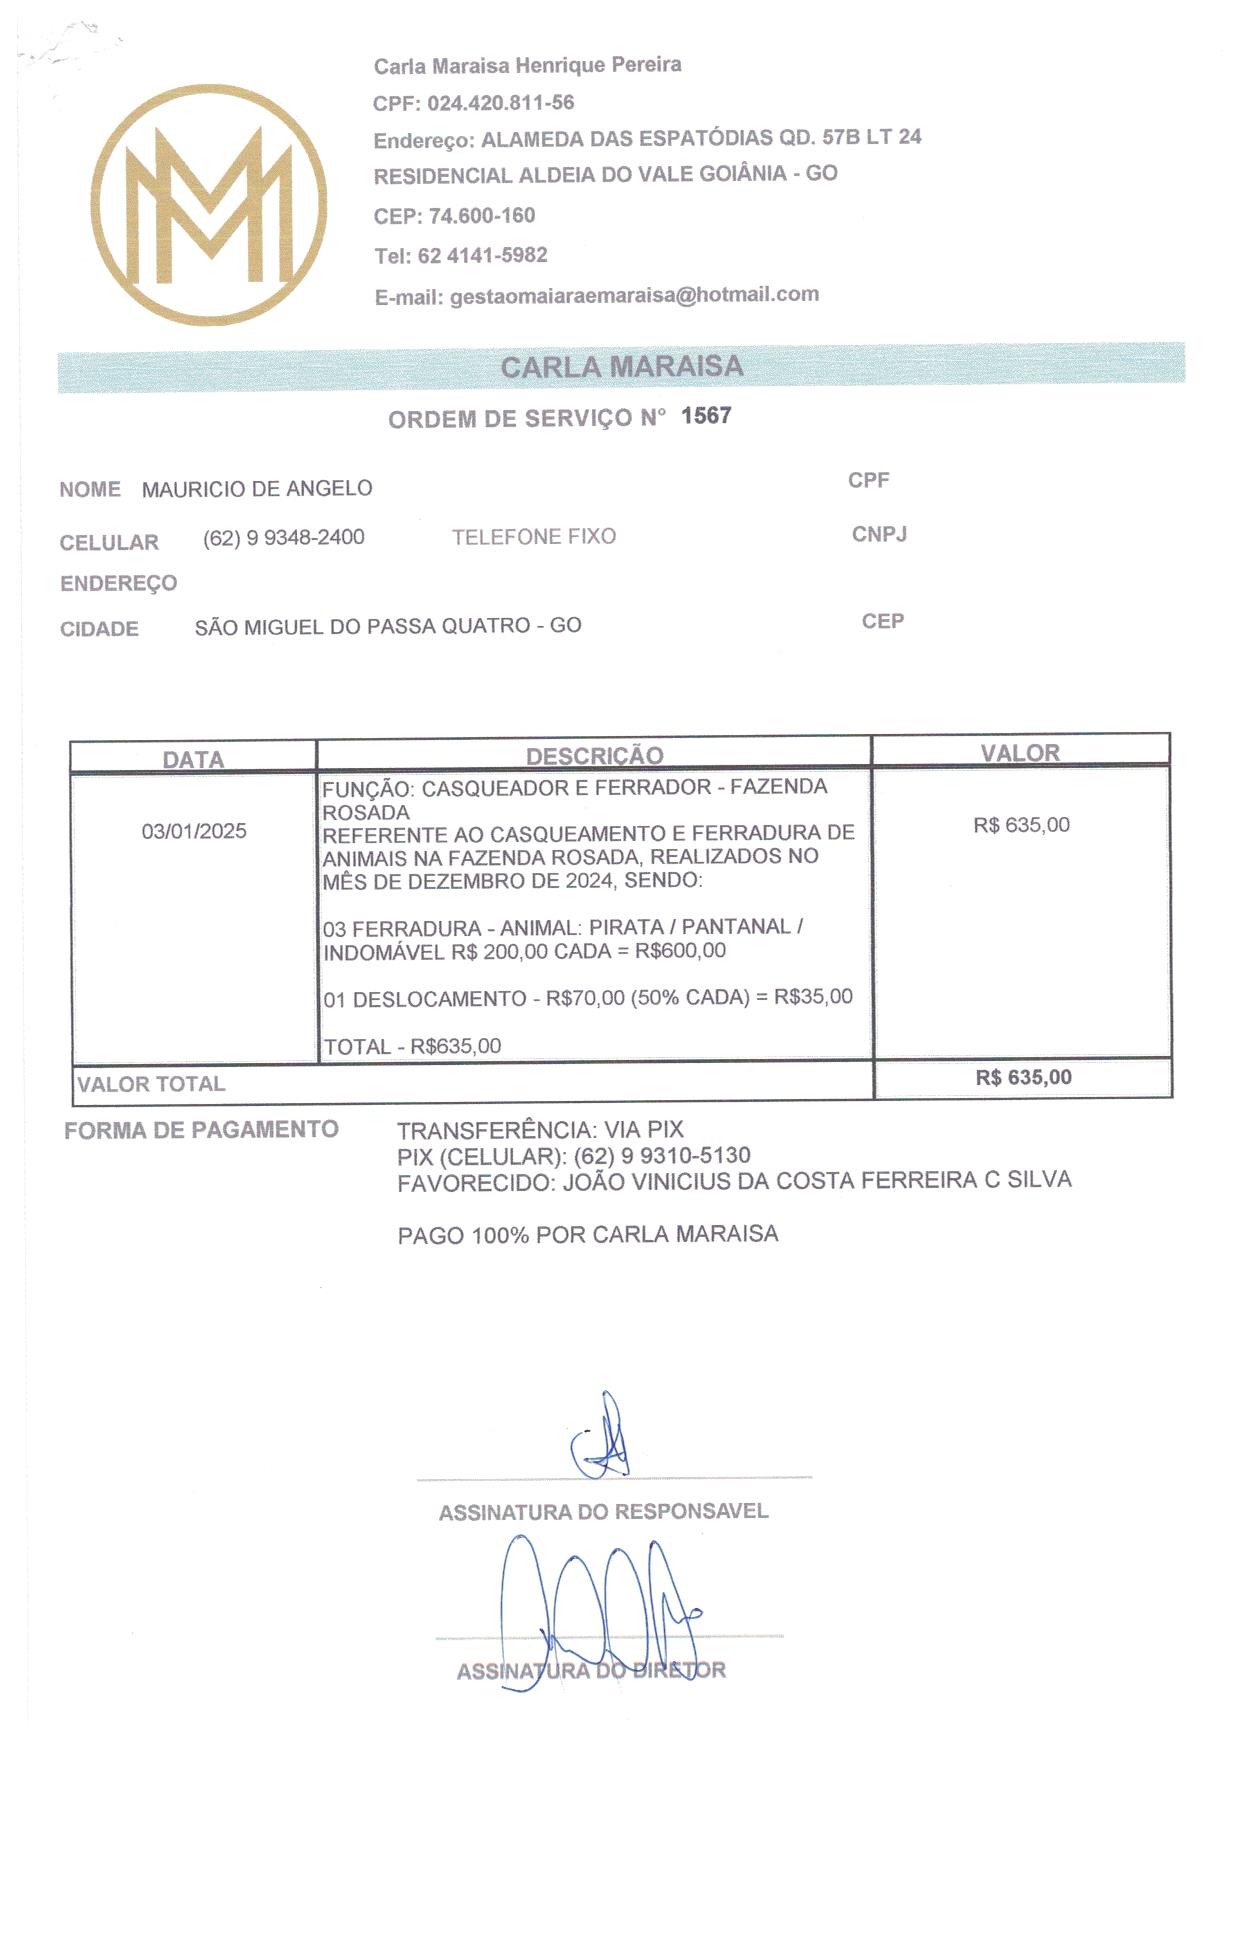 Carla Maraisa Henrique Pereira
CPF: 024.420.811-56
Endereço: ALAMEDA DAS ESPATÓDIAS QD. 57B LT 24
RESIDENCIAL ALDEIA DO VALE GOIÂNIA - GO
CEP: 74.600-160
Tel: 62 4141-5982
E-mail: gestaomaiaraemaraisa@hotmail.com
CARLA MARAISA
ORDEM DE SERVIÇO N° 1567
NOME MAURICIO DE ANGELO CPF
CELULAR (62) 9 9348-2400 TELEFONE FIXO CNPJ
ENDEREÇO
CIDADE SÃO MIGUEL DO PASSA QUATRO - GO CEP
DATA DESCRIÇÃO VALOR
FUNÇÃO: CASQUEADOR E FERRADOR - FAZENDA
ROSADA
03/01/2025 REFERENTE AO CASQUEAMENTO E FERRADURA DE R$ 635,00
ANIMAIS NA FAZENDA ROSADA, REALIZADOS NO
MÊS DE DEZEMBRO DE 2024, SENDO:
03 FERRADURA - ANIMAL: PIRATA / PANTANAL /
INDOMÁVEL R$ 200,00 CADA = R$600,00
01 DESLOCAMENTO - R$70,00 (50% CADA) = R$35,00
TOTAL - R$635,00
VALOR TOTAL R$ 635,00
FORMA DE PAGAMENTO TRANSFERÊNCIA: VIA PIX
PIX (CELULAR): (62) 9 9310-5130
FAVORECIDO: JOÃO VINICIUS DA COSTA FERREIRA C SILVA
PAGO 100% POR CARLA MARAISA
ASSINATURA DO RESPONSAVEL
ASSINATURA DO DIRETOR